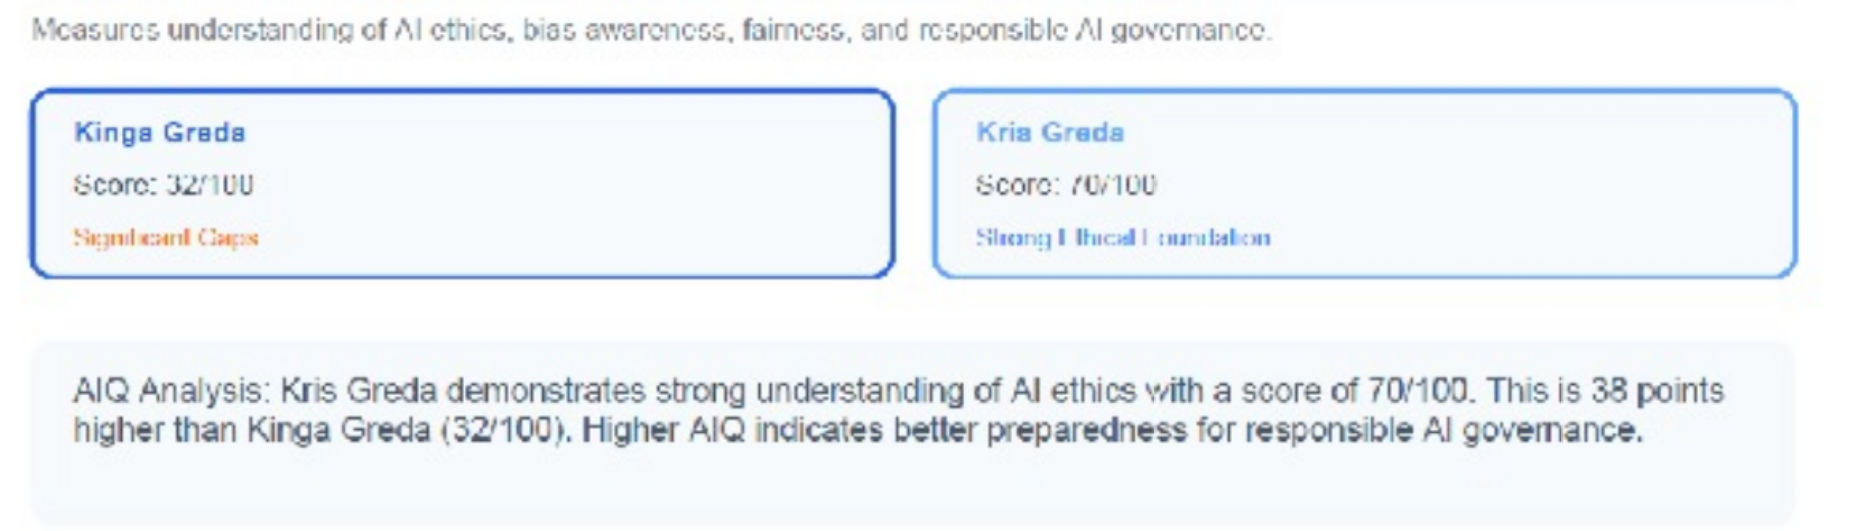 Measures understanding of AI ethics, bias awareness, fairness, and responsible AI governance.
Kinga Greda
Score: 32/100
Significant Gaps
Kris Greda
Score: 70/100
Strong Ethical Foundation
AIQ Analysis: Kris Greda demonstrates strong understanding of AI ethics with a score of 70/100. This is 38 points
higher than Kinga Greda (32/100). Higher AIQ indicates better preparedness for responsible AI governance.